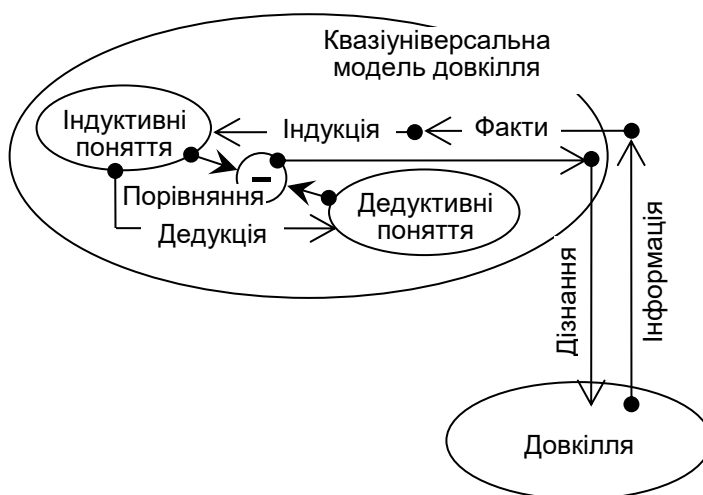 Квазіуніверсальна
модель довкілля
Індуктивні
поняття
Індукція
Факти
–
Порівняння
Дедукція
Дедуктивні
поняття
Дізнання
Інформація
Довкілля